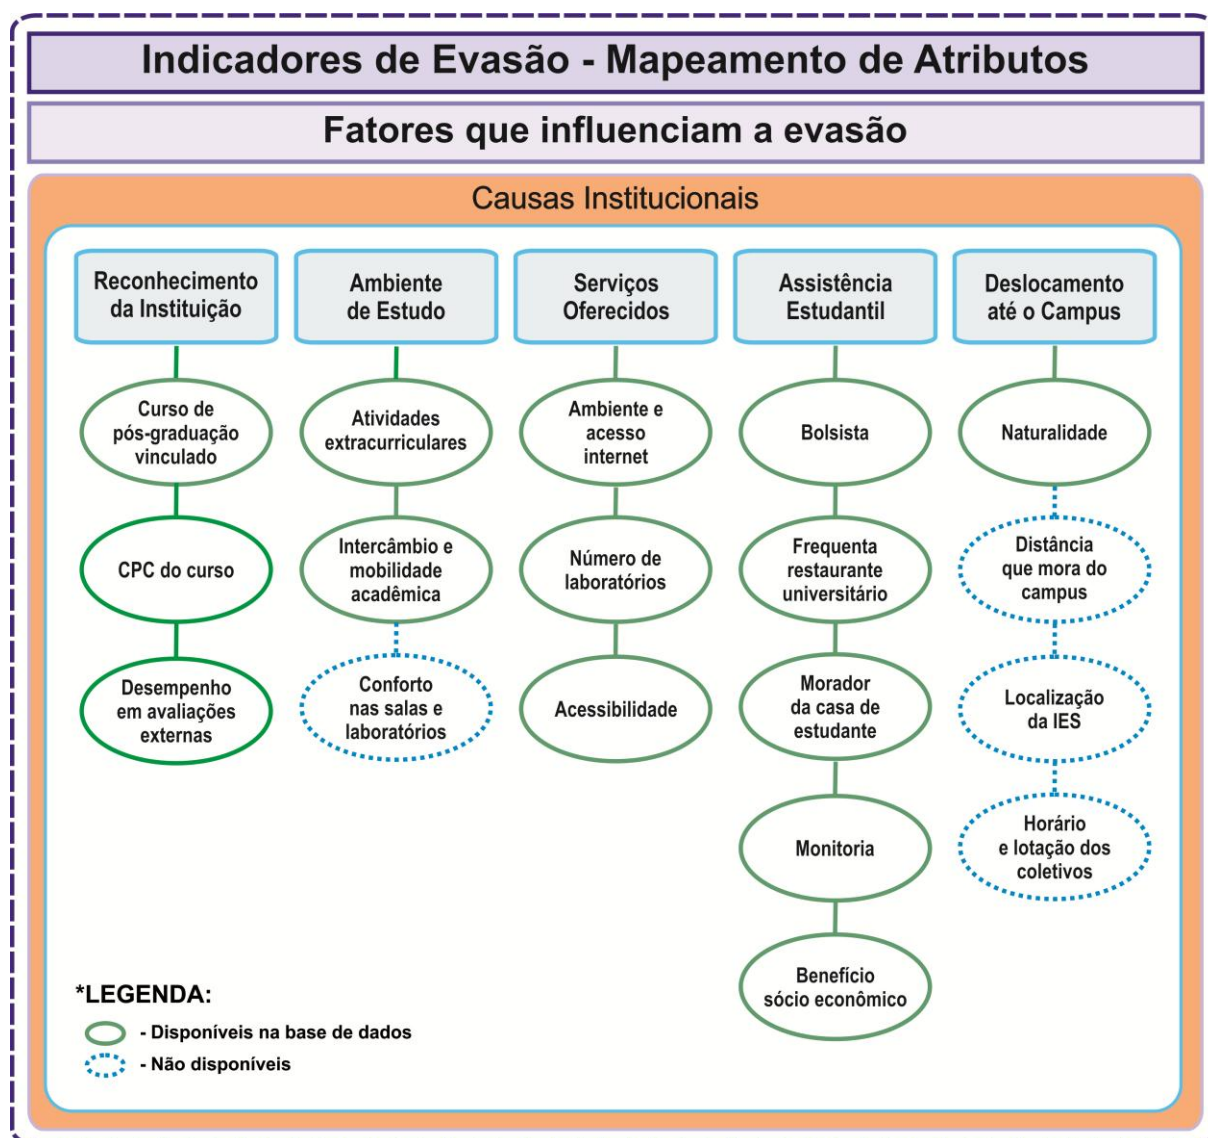 Indicadores de Evasão - Mapeamento de Atributos
Fatores que influenciam a evasão
Causas Institucionais
Reconhecimento
da Instituição
Curso de
pós-graduação
vinculado
CPC do curso
Desempenho
em avaliações
externas
Ambiente
de Estudo
Atividades
extracurriculares
Intercâmbio e
mobilidade
acadêmica
Conforto
nas salas e
laboratórios
Serviços
Oferecidos
Ambiente e
acesso
internet
Número de
laboratórios
Acessibilidade
Assistência
Estudantil
Bolsista
Frequenta
restaurante
universitário
Morador
da casa de
estudante
Monitoria
Benefício
sócio econômico
Deslocamento
até o Campus
Naturalidade
Distância
que mora do
campus
Localização
da IES
Horário
e lotação dos
coletivos
*LEGENDA:
- Disponíveis na base de dados
- Não disponíveis